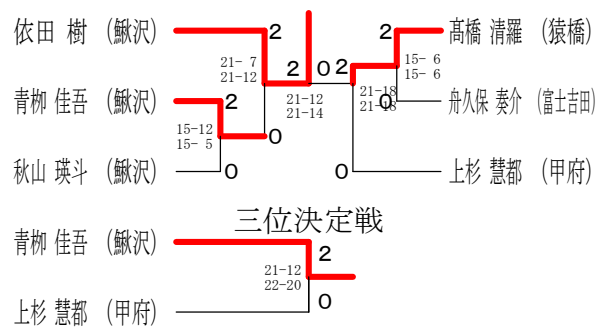 依田 樹 (鰍沢) 2 2 髙橋 清羅 (猿橋)
21- 7 2 0 2 15- 6
21-12 15- 6
青柳 佳吾 (鰍沢) 2 21-12 21-18 0 舟久保 奏介 (富士吉田)
21-14 21-18
15-12 0
15- 5
秋山 瑛斗 (鰍沢) 0 0 上杉 慧都 (甲府)
三位決定戦
青柳 佳吾 (鰍沢) 2
21-12
22-20
上杉 慧都 (甲府) 0